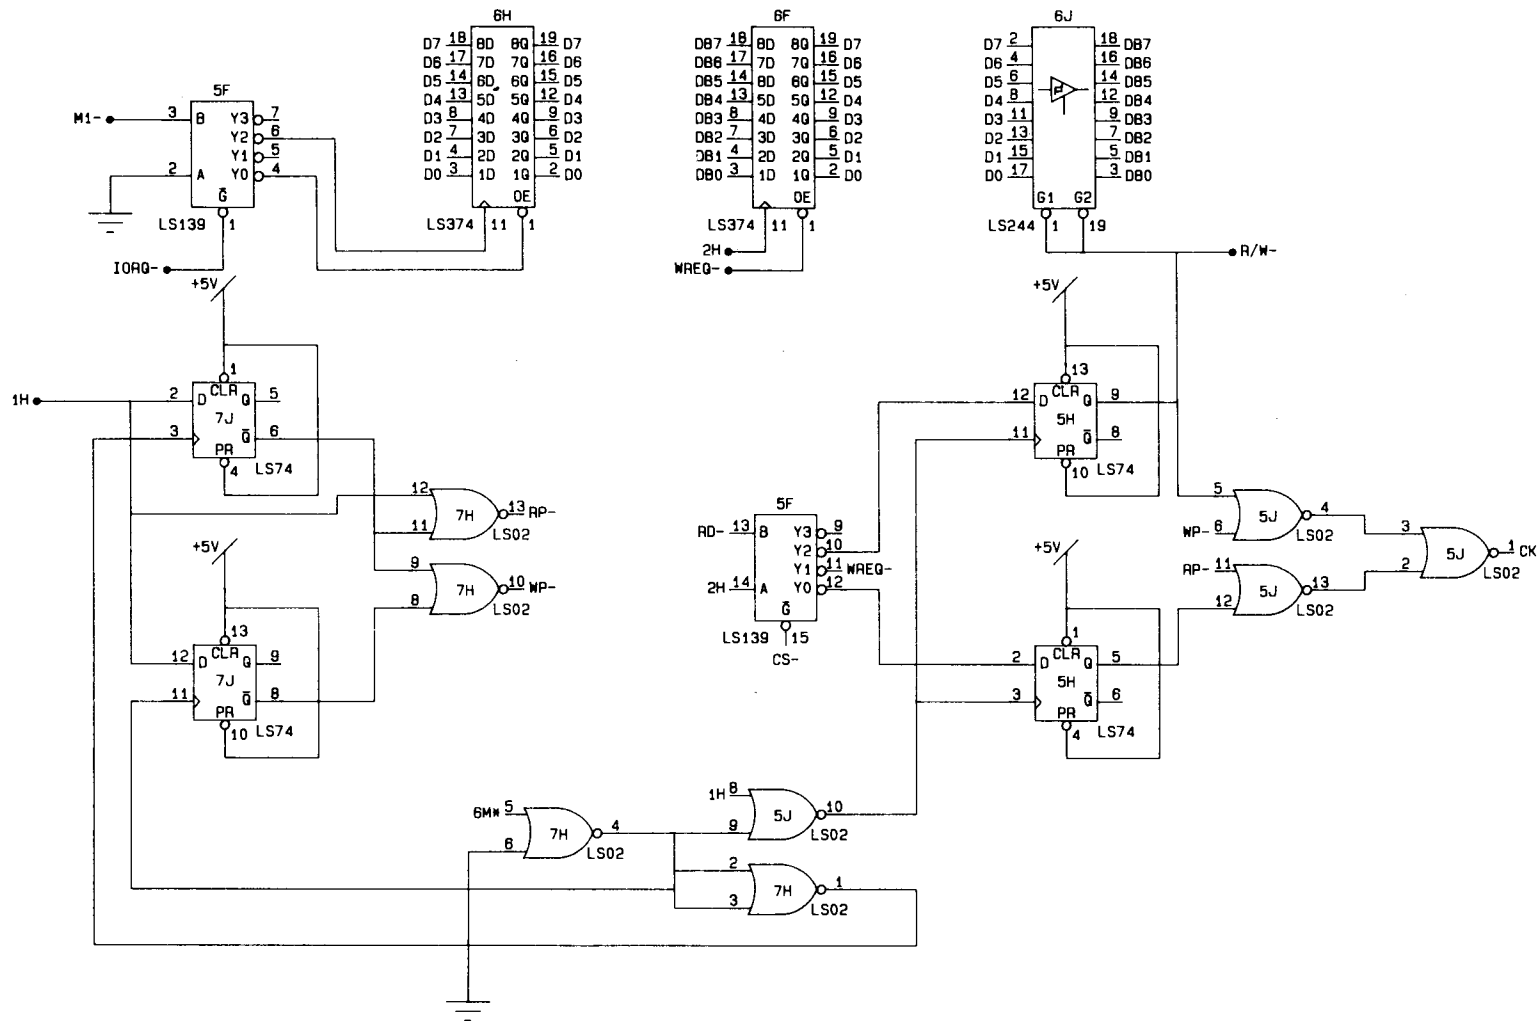 6H
D7 18 8D 8Q 19 D7
D6 17 7D 7Q 16 D6
D5 14 6D 6Q 15 D5
D4 13 5D 5Q 12 D4
D3 8 4D 4Q 9 D3
D2 7 3D 3Q 6 D2
D1 4 2D 2Q 5 D1
D0 3 1D 1Q 2 D0
OE
LS374 11 1
6F
DB7 18 8D 8Q 19 D7
DB6 17 7D 7Q 16 D6
DB5 14 8D 6Q 15 D5
DB4 13 5D 5Q 12 D4
DB3 8 4D 4Q 9 D3
DB2 7 3D 3Q 6 D2
DB1 4 2D 2Q 5 D1
DB0 3 1D 1Q 2 D0
OE
LS374 11 1
2H
WREQ-
6J
D7 2 18 DB7
D6 4 16 DB6
D5 6 14 DB5
D4 8 12 DB4
D3 11 9 DB3
D2 13 7 DB2
D1 15 5 DB1
D0 17 3 DB0
G1 G2
LS244 1 19
R/W-
5F
M1- 3 B Y3 7
Y2 6
Y1 5
2 A Y0 4
G
LS139 1
IORQ-
+5V
1
CLR
1H 2 D Q 5
7J
3 Q 6
PR
4 LS74
12
11 7H 13 RP-
LS02
9
8 7H 10 WP-
LS02
+5V
13
CLR
12 D Q 9
7J
11 Q 8
PR
10 LS74
5F
RD- 13 B Y3 9
Y2 10
Y1 11 WREQ-
2H 14 A Y0 12
G
LS139 15
CS-
+5V
13
CLR
12 D Q 9
5H
11 Q 8
PR
10 LS74
+5V
1
CLR
2 D Q 5
5H
3 Q 6
PR
4 LS74
5
WP- 6 5J 4
LS02
RP- 11
12 5J 13
LS02
3
2 5J 1 CK
LS02
6M* 5
6 7H 4
LS02
1H 8
9 5J 10
LS02
2
3 7H 1
LS02